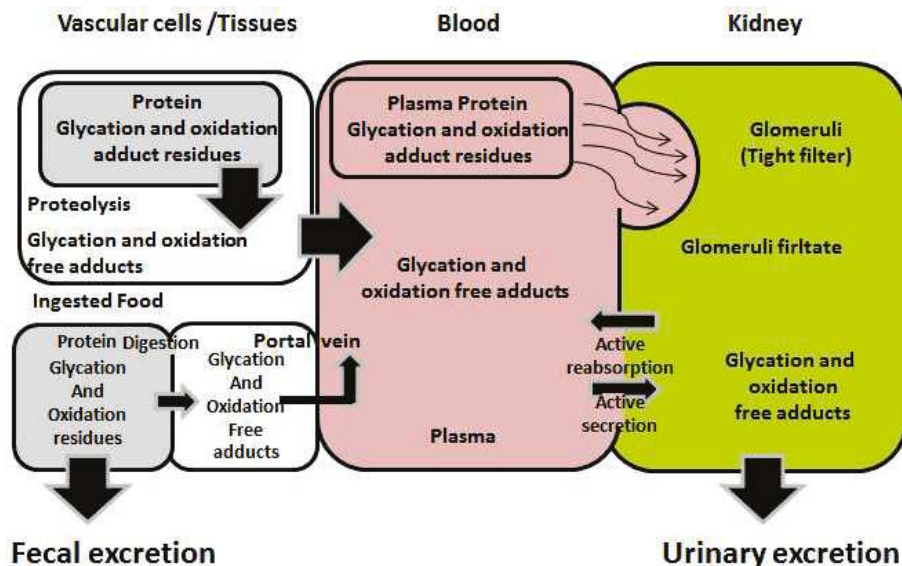 Vascular cells /Tissues
Blood
Kidney
Protein
Glycation and oxidation
adduct residues
Proteolysis
Glycation and oxidation
free adducts
Plasma Protein
Glycation and oxidation
adduct residues
Glycation and
oxidation free adducts
Plasma
Glomeruli
(Tight filter)
Glomeruli firltate
Active
reabsorption
Active
secretion
Glycation and
oxidation
free adducts
Ingested Food
Protein
Glycation
And
Oxidation
residues
Digestion
Glycation
And
Oxidation
Free
adducts
Portal vein
Fecal excretion
Urinary excretion